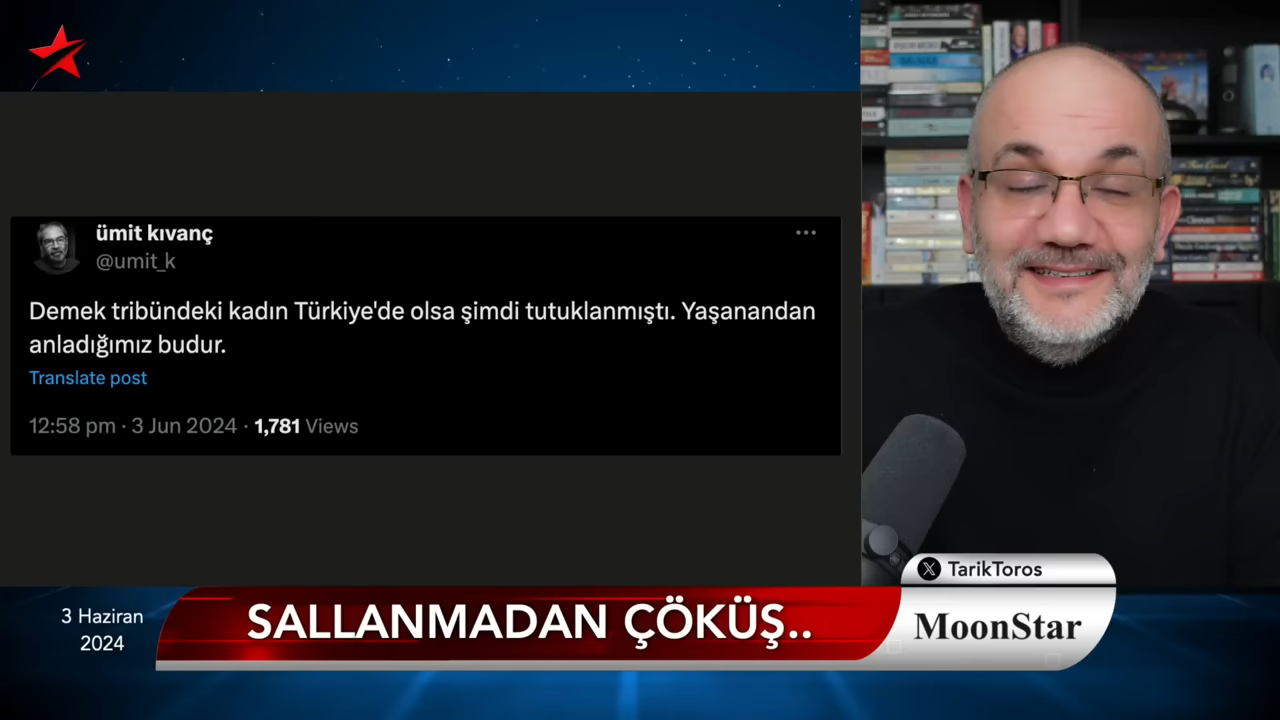 ümit kıvanç
@umit_k
Demek tribündeki kadın Türkiye'de olsa şimdi tutuklanmıştı. Yaşanandan
anladığımız budur.
Translate post
12:58 pm · 3 Jun 2024 · 1,781 Views
TarikToros
3 Haziran
2024
SALLANMADAN ÇÖKÜŞ..
MoonStar